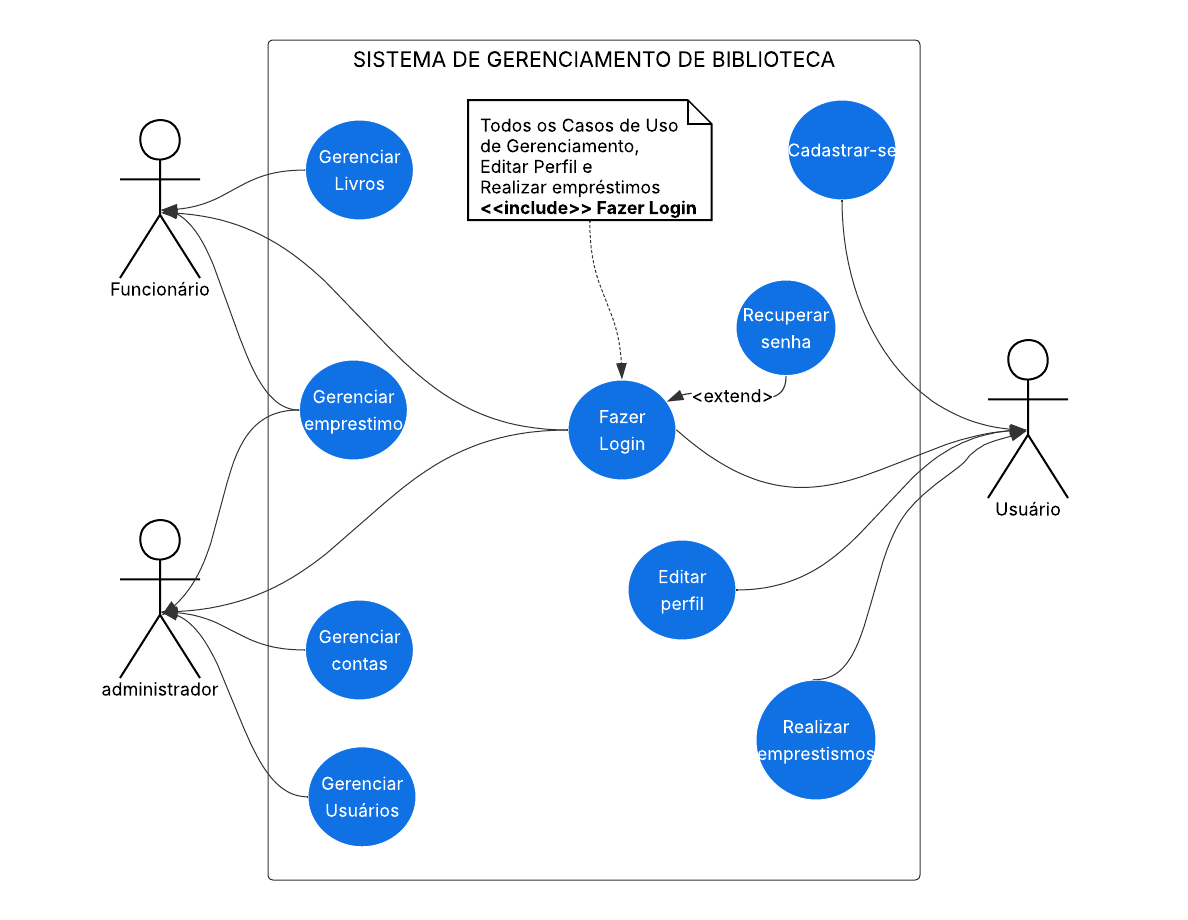 SISTEMA DE GERENCIAMENTO DE BIBLIOTECA
Todos os Casos de Uso
de Gerenciamento,
Editar Perfil e
Realizar empréstimos
<<include>> Fazer Login
Cadastrar-se
Gerenciar
Livros
Funcionário
Recuperar
senha
<extend>
Gerenciar
emprestimo
Fazer
Login
Usuário
Editar
perfil
Gerenciar
contas
administrador
Realizar
emprestismos
Gerenciar
Usuários